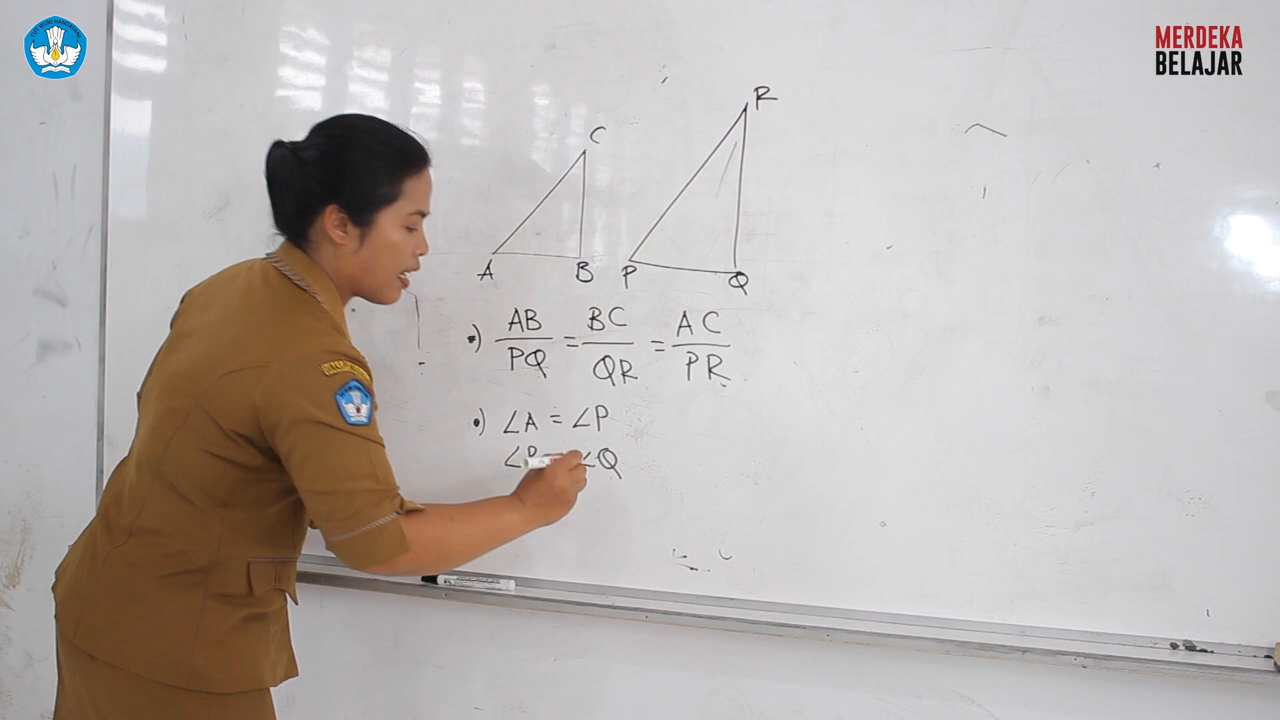 MERDEKA
BELAJAR
R
C
A
B
P
Q
•) AB/PQ = BC/QR = AC/PR
•) ∠A = ∠P
∠B = ∠Q